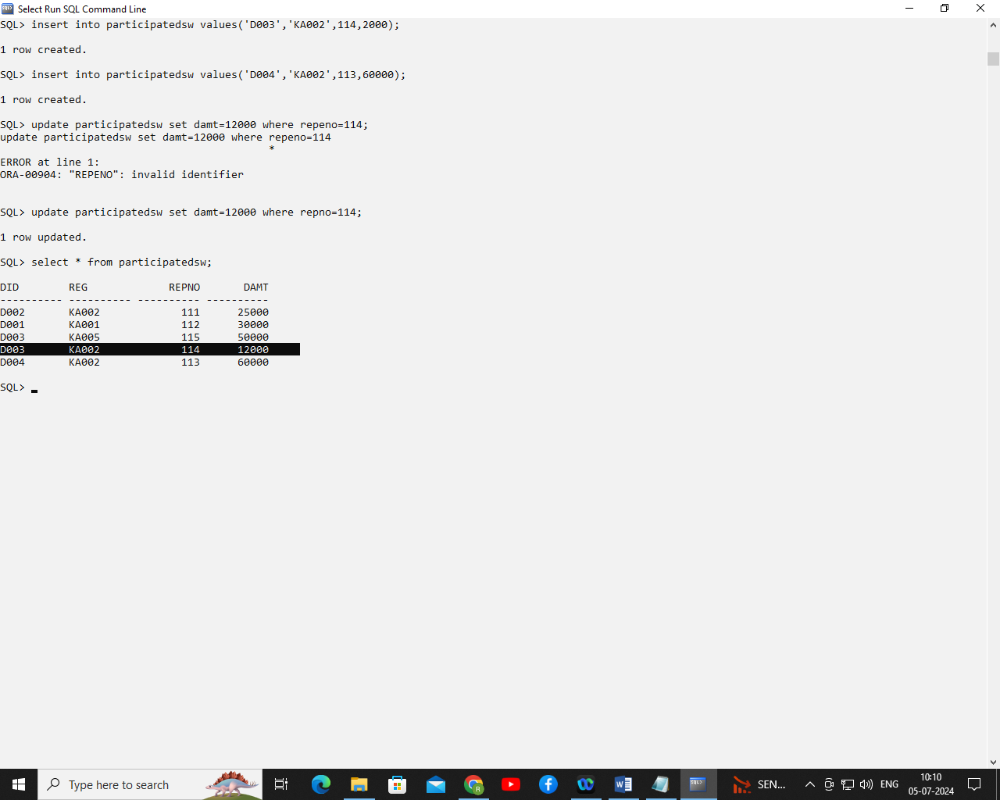 Select Run SQL Command Line
SQL> insert into participatedsw values('D003','KA002',114,2000);
1 row created.
SQL> insert into participatedsw values('D004','KA002',113,60000);
1 row created.
SQL> update participatedsw set damt=12000 where repeno=114;
update participatedsw set damt=12000 where repeno=114
*
ERROR at line 1:
ORA-00904: "REPENO": invalid identifier
SQL> update participatedsw set damt=12000 where repno=114;
1 row updated.
SQL> select * from participatedsw;
DID        REG             REPNO       DAMT
---------- ---------- ---------- ----------
D002       KA002             111      25000
D001       KA001             112      30000
D003       KA005             115      50000
D003       KA002             114      12000
D004       KA002             113      60000
SQL>
Type here to search
SEN...
ENG
10:10
05-07-2024